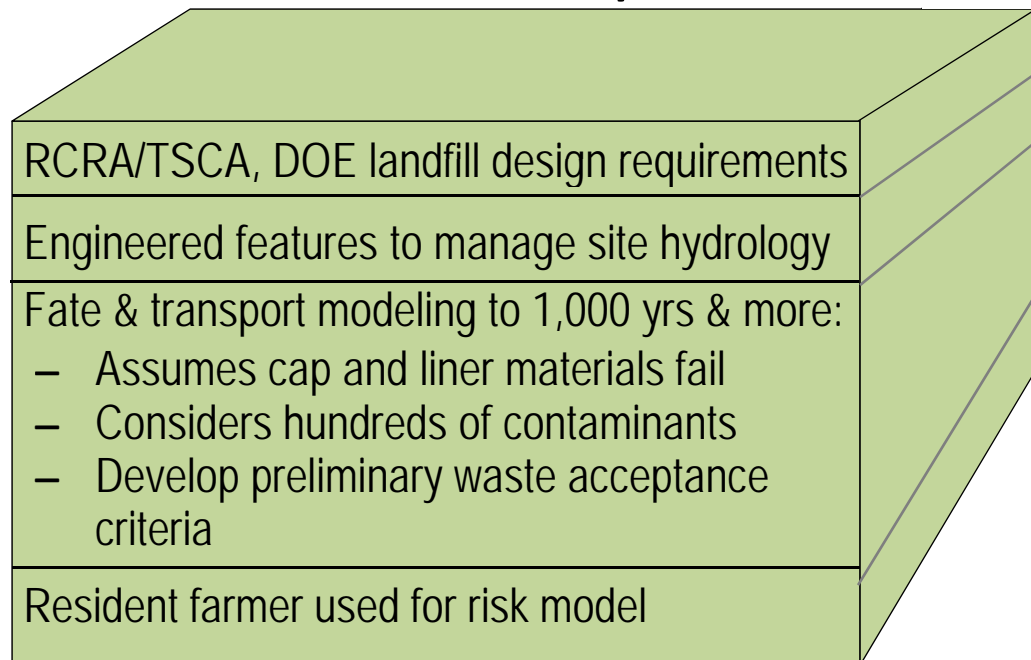 RCRA/TSCA, DOE landfill design requirements
Engineered features to manage site hydrology
Fate & transport modeling to 1,000 yrs & more:
– Assumes cap and liner materials fail
– Considers hundreds of contaminants
– Develop preliminary waste acceptance
criteria
Resident farmer used for risk model